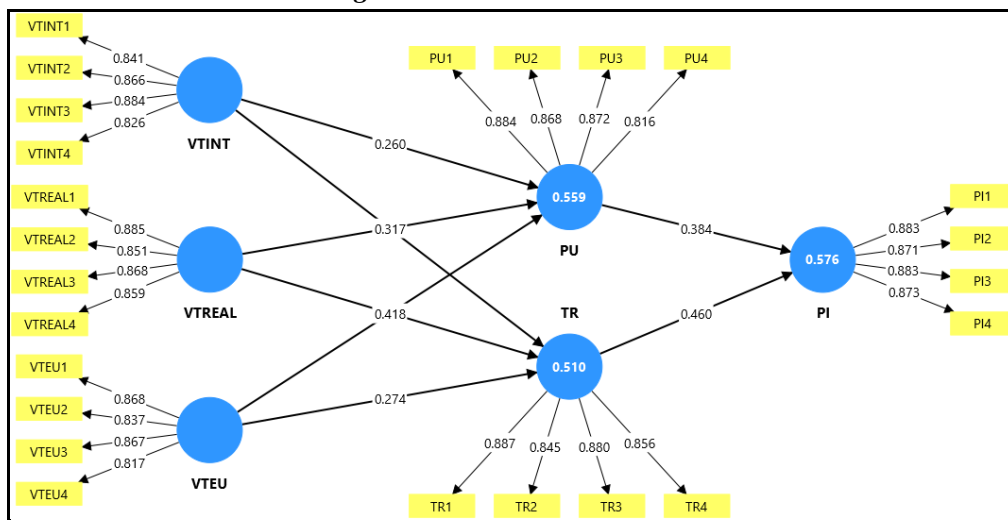 VTINT1
VTINT2
VTINT3
VTINT4
0.841
0.866
0.884
0.826
VTINT
VTREAL1
VTREAL2
VTREAL3
VTREAL4
0.885
0.851
0.868
0.859
VTREAL
VTEU1
VTEU2
VTEU3
VTEU4
0.868
0.837
0.867
0.817
VTEU
0.260
0.317
0.418
0.274
PU1 PU2 PU3 PU4
0.884 0.868 0.872 0.816
0.559
PU
TR
0.510
0.887 0.845 0.880 0.856
TR1 TR2 TR3 TR4
0.384
0.460
0.576
PI
0.883
0.871
0.883
0.873
PI1
PI2
PI3
PI4